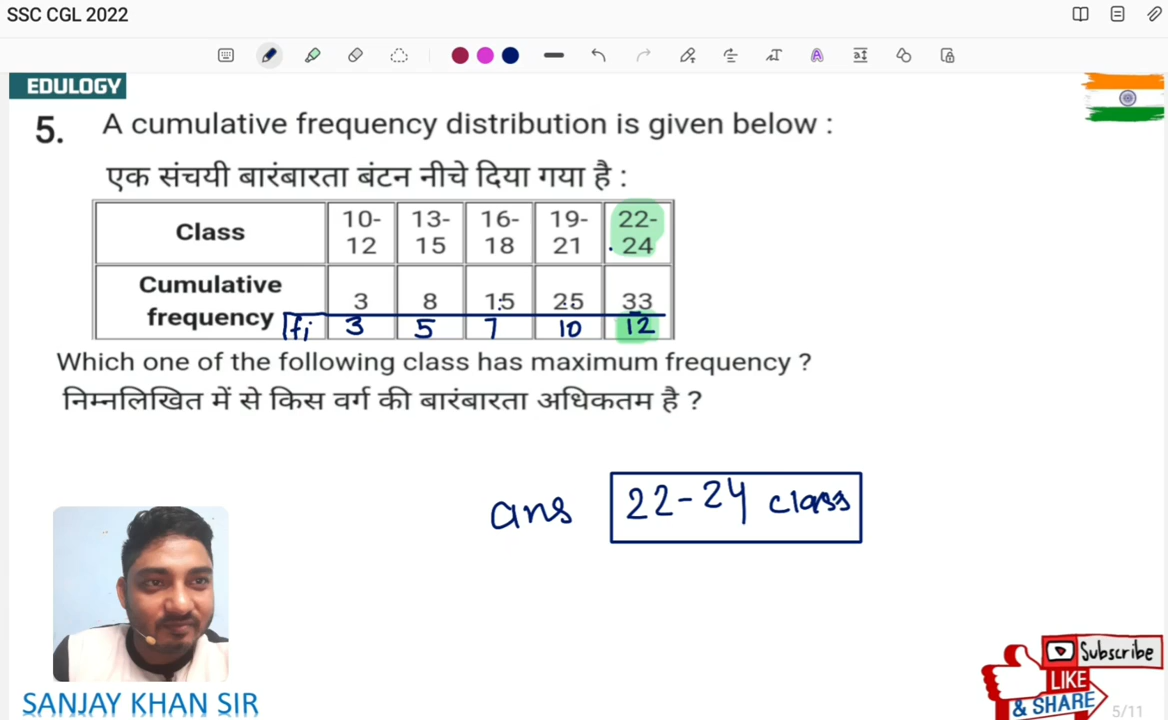 SSC CGL 2022
EDULOGY
5. A cumulative frequency distribution is given below :
एक संचयी बारंबारता बंटन नीचे दिया गया है :
Class 10-12 13-15 16-18 19-21 22-24
Cumulative frequency 3 8 15 25 33
fi 3 5 7 10 12
Which one of the following class has maximum frequency ?
निम्नलिखित में से किस वर्ग की बारंबारता अधिकतम है ?
ans 22-24 class
SANJAY KHAN SIR
Subscribe
LIKE
& SHARE
5/11